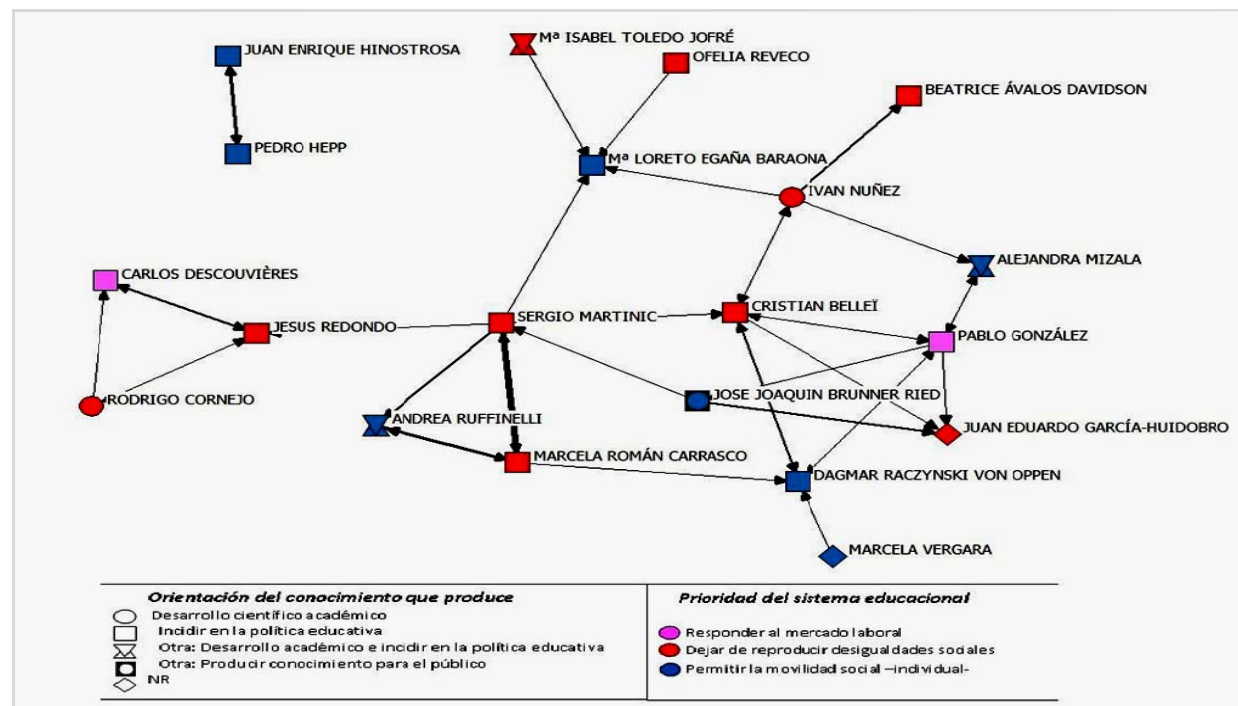 Mª ISABEL TOLEDO JOFRÉ
JUAN ENRIQUE HINOSTROSA
OFELIA REVECO
BEATRICE ÁVALOS DAVIDSON
PEDRO HEPP
Mª LORETO EGAÑA BARAONA
IVAN NUÑEZ
ALEJANDRA MIZALA
CARLOS DESCOUVIÈRES
CRISTIAN BELLEÏ
SERGIO MARTINIC
JESUS REDONDO
PABLO GONZÁLEZ
JOSE JOAQUIN BRUNNER RIED
RODRIGO CORNEJO
ANDREA RUFFINELLI
JUAN EDUARDO GARCÍA-HUIDOBRO
MARCELA ROMÁN CARRASCO
DAGMAR RACZYNSKI VON OPPEN
MARCELA VERGARA
Orientación del conocimiento que produce
Desarrollo científico académico
Incidir en la política educativa
Otra: Desarrollo académico e incidir en la política educativa
Otra: Producir conocimiento para el público
NR
Prioridad del sistema educacional
Responder al mercado laboral
Dejar de reproducir desigualdades sociales
Permitir la movilidad social –individual-